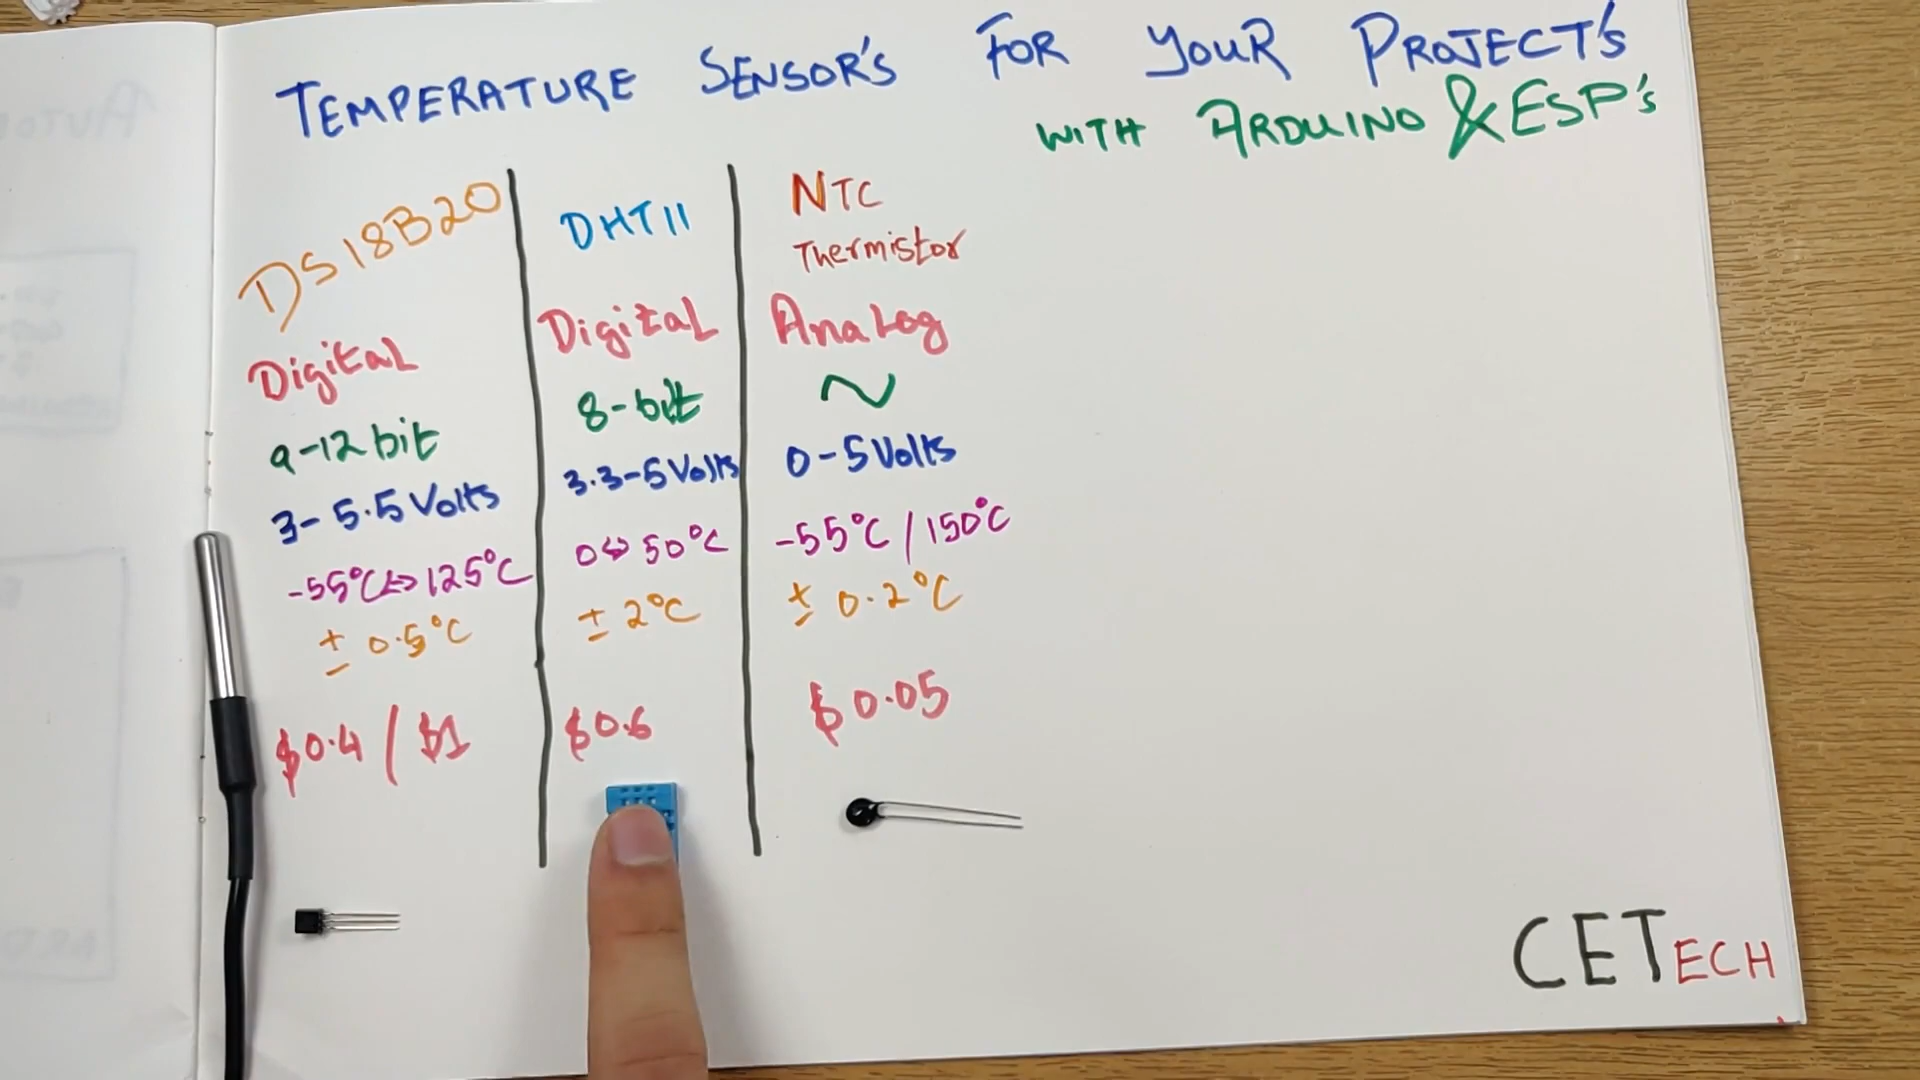 TEMPERATURE SENSOR'S FOR YOUR PROJECT'S
WITH ARDUINO & ESP's
DS18B20
Digital
9-12 bit
3-5.5 Volts
-55°C<->125°C
± 0.5°C
$0.4 / $1
DHT11
Digital
8-bit
3.3-5 Volts
0<->50°C
± 2°C
$0.6
NTC
Thermistor
Analog
~
0-5 Volts
-55°C / 150°C
± 0.2°C
$0.05
CETECH